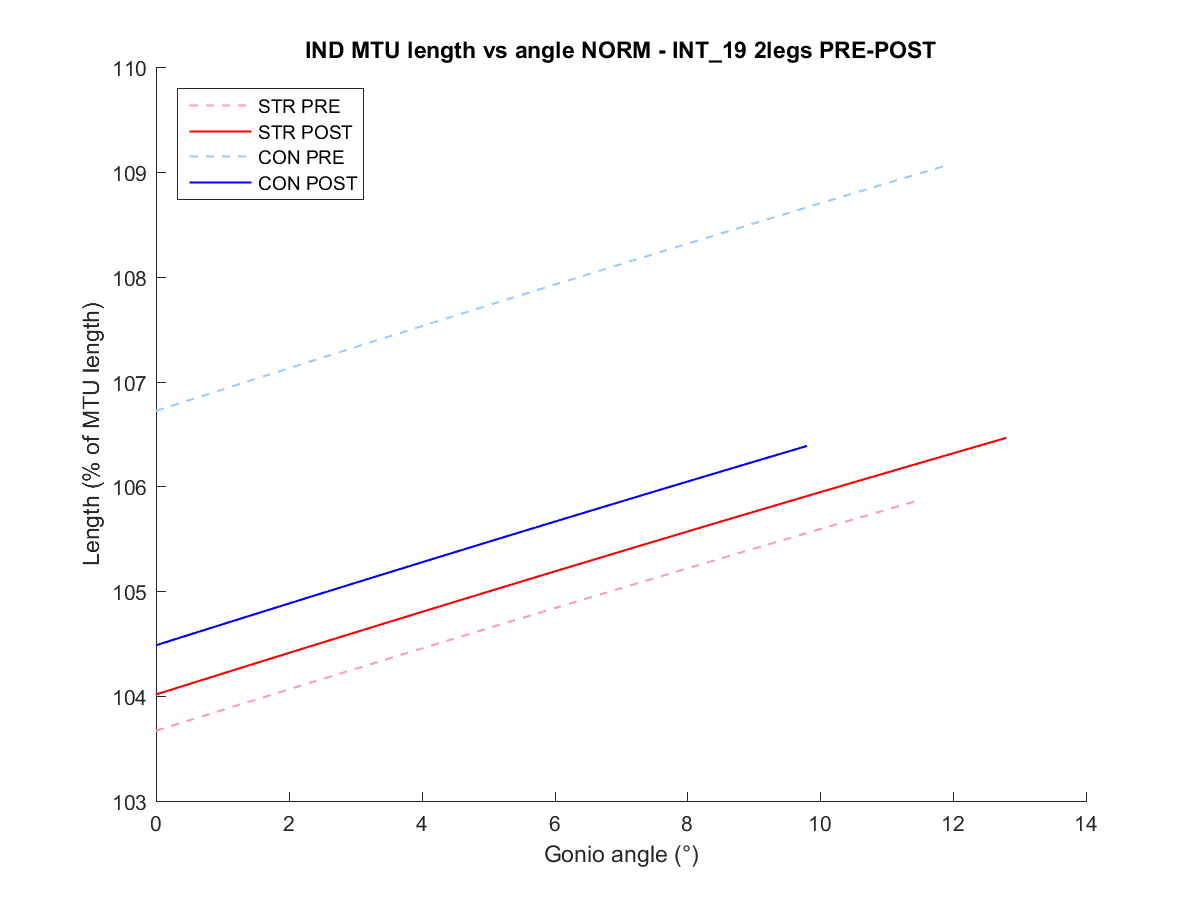 IND MTU length vs angle NORM - INT_19 2legs PRE-POST
110
109
108
107
106
105
104
103
Length (% of MTU length)
STR PRE
STR POST
CON PRE
CON POST
0 2 4 6 8 10 12 14
Gonio angle (°)